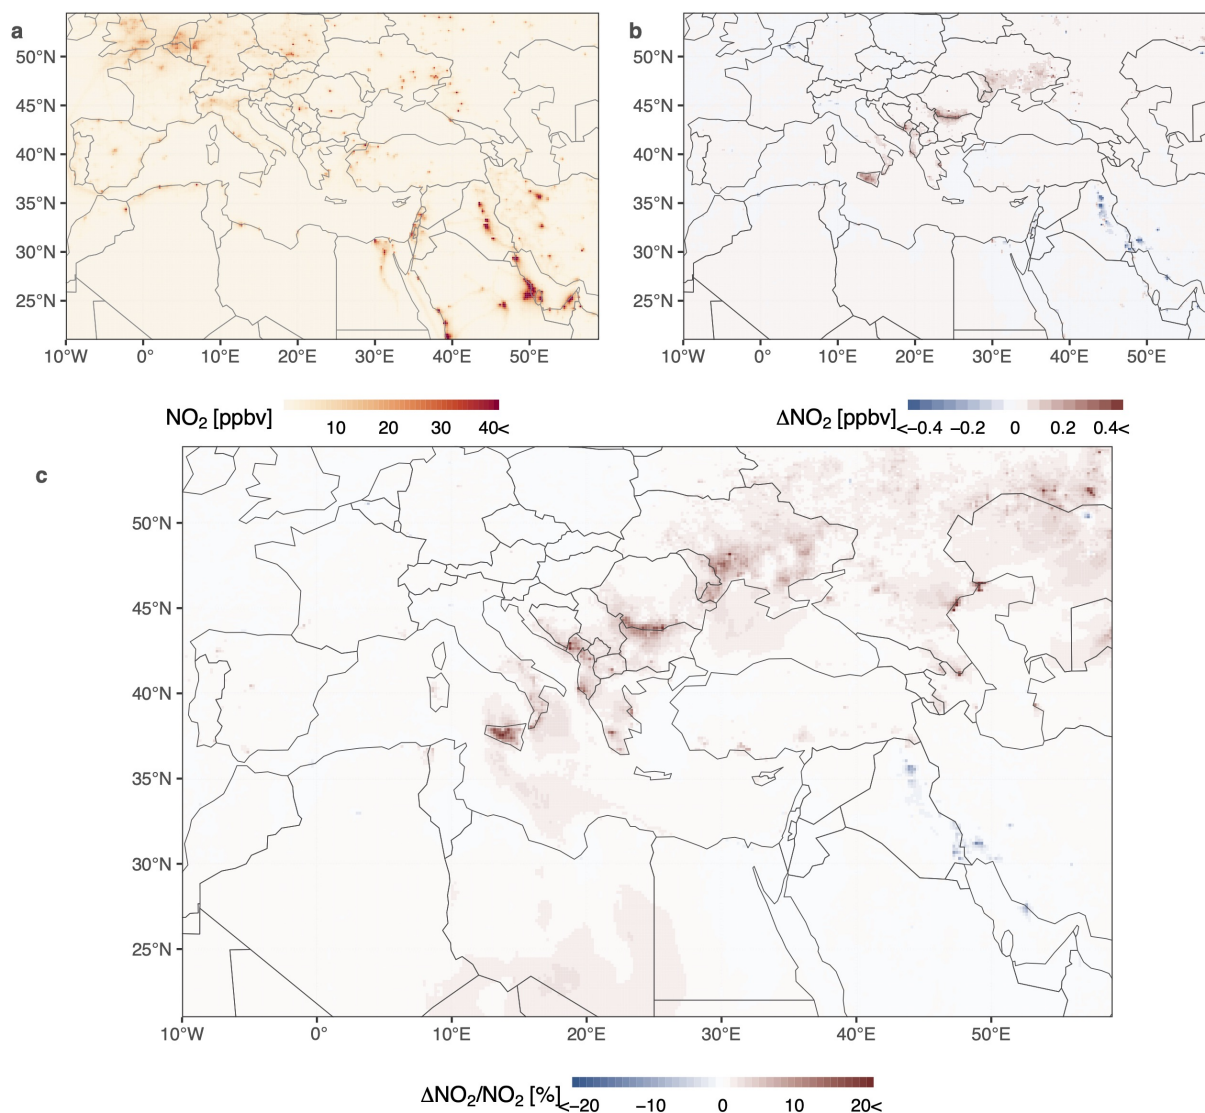 a
50°N
45°N
40°N
35°N
30°N
25°N
10°W 0° 10°E 20°E 30°E 40°E 50°E
NO₂ [ppbv]
10 20 30 40<
b
50°N
45°N
40°N
35°N
30°N
25°N
10°W 0° 10°E 20°E 30°E 40°E 50°E
ΔNO₂ [ppbv]
<−0.4 −0.2 0 0.2 0.4<
c
50°N
45°N
40°N
35°N
30°N
25°N
10°W 0° 10°E 20°E 30°E 40°E 50°E
ΔNO₂/NO₂ [%]
<−20 −10 0 10 20<